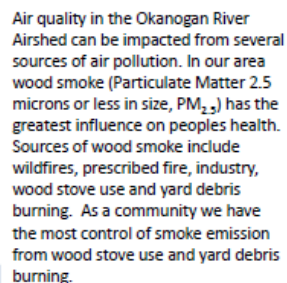 Air quality in the Okanogan River
Airshed can be impacted from several
sources of air pollution. In our area
wood smoke (Particulate Matter 2.5
microns or less in size, PM₂.₅) has the
greatest influence on peoples health.
Sources of wood smoke include
wildfires, prescribed fire, industry,
wood stove use and yard debris
burning.  As a community we have
the most control of smoke emission
from wood stove use and yard debris
burning.